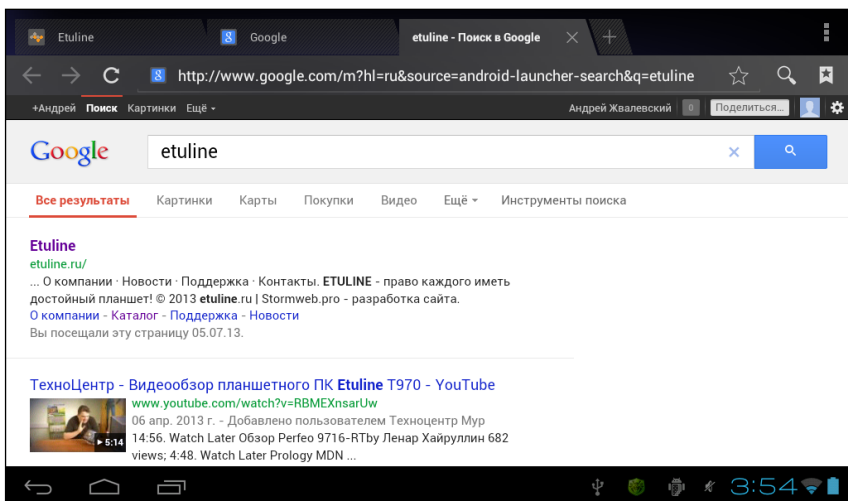 Etuline
Google
etuline - Поиск в Google
http://www.google.com/m?hl=ru&source=android-launcher-search&q=etuline
+Андрей Поиск Картинки Ещё
Андрей Жвалевский 0 Поделиться...
Google
etuline
Все результаты Картинки Карты Покупки Видео Ещё Инструменты поиска
Etuline
etuline.ru/
... О компании · Новости · Поддержка · Контакты. ETULINE - право каждого иметь
достойный планшет! © 2013 etuline.ru | Stormweb.pro - разработка сайта.
О компании - Каталог - Поддержка - Новости
Вы посещали эту страницу 05.07.13.
ТехноЦентр - Видеообзор планшетного ПК Etuline T970 - YouTube
www.youtube.com/watch?v=RBMEXnsarUw
06 апр. 2013 г. - Добавлено пользователем Техноцентр Мур
14:56. Watch Later Обзор Perfeo 9716-RTby Ленар Хайруллин 682
views; 4:48. Watch Later Prology MDN ...
5:14
3:54